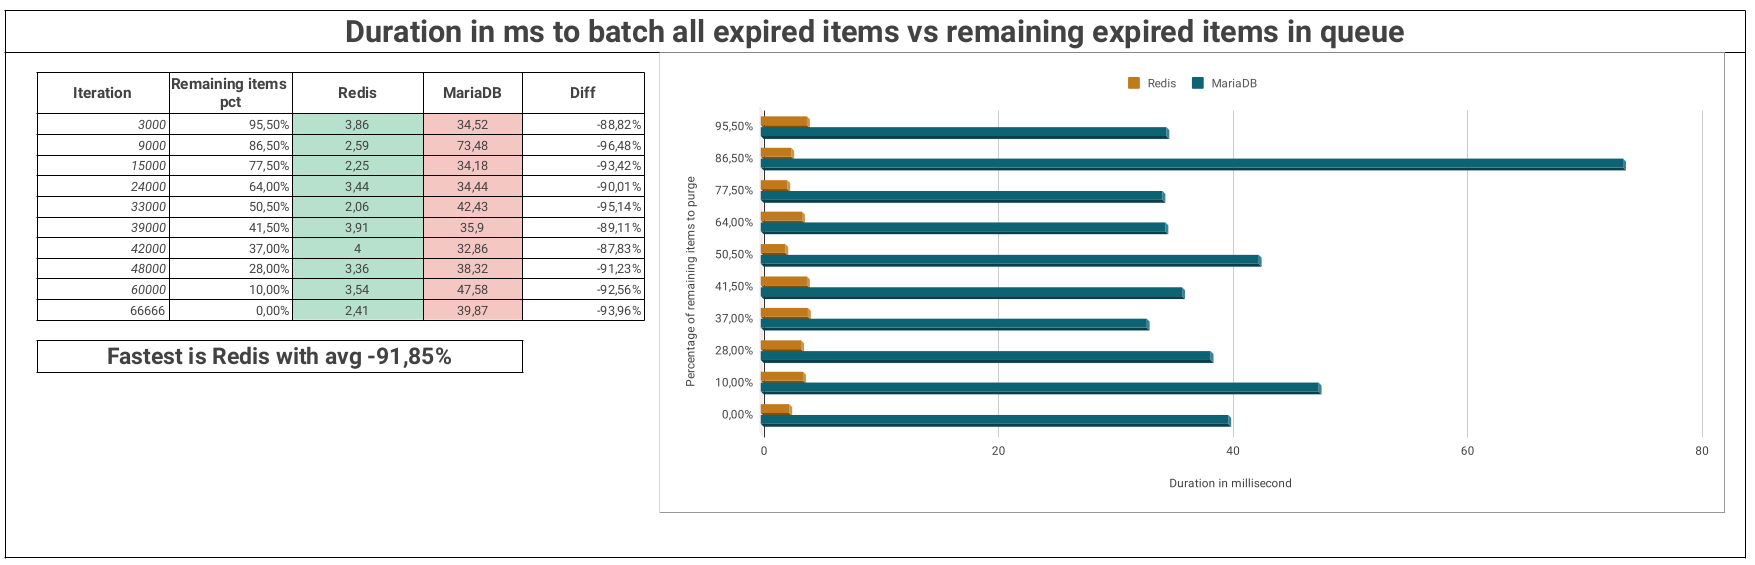 Duration in ms to batch all expired items vs remaining expired items in queue
Iteration Remaining items pct Redis MariaDB Diff
3000 95,50% 3,86 34,52 -88,82%
9000 86,50% 2,59 73,48 -96,48%
15000 77,50% 2,25 34,18 -93,42%
24000 64,00% 3,44 34,44 -90,01%
33000 50,50% 2,06 42,43 -95,14%
39000 41,50% 3,91 35,9 -89,11%
42000 37,00% 4 32,86 -87,83%
48000 28,00% 3,36 38,32 -91,23%
60000 10,00% 3,54 47,58 -92,56%
66666 0,00% 2,41 39,87 -93,96%
Fastest is Redis with avg -91,85%
Redis MariaDB
Percentage of remaining items to purge
95,50%
86,50%
77,50%
64,00%
50,50%
41,50%
37,00%
28,00%
10,00%
0,00%
0 20 40 60 80
Duration in millisecond